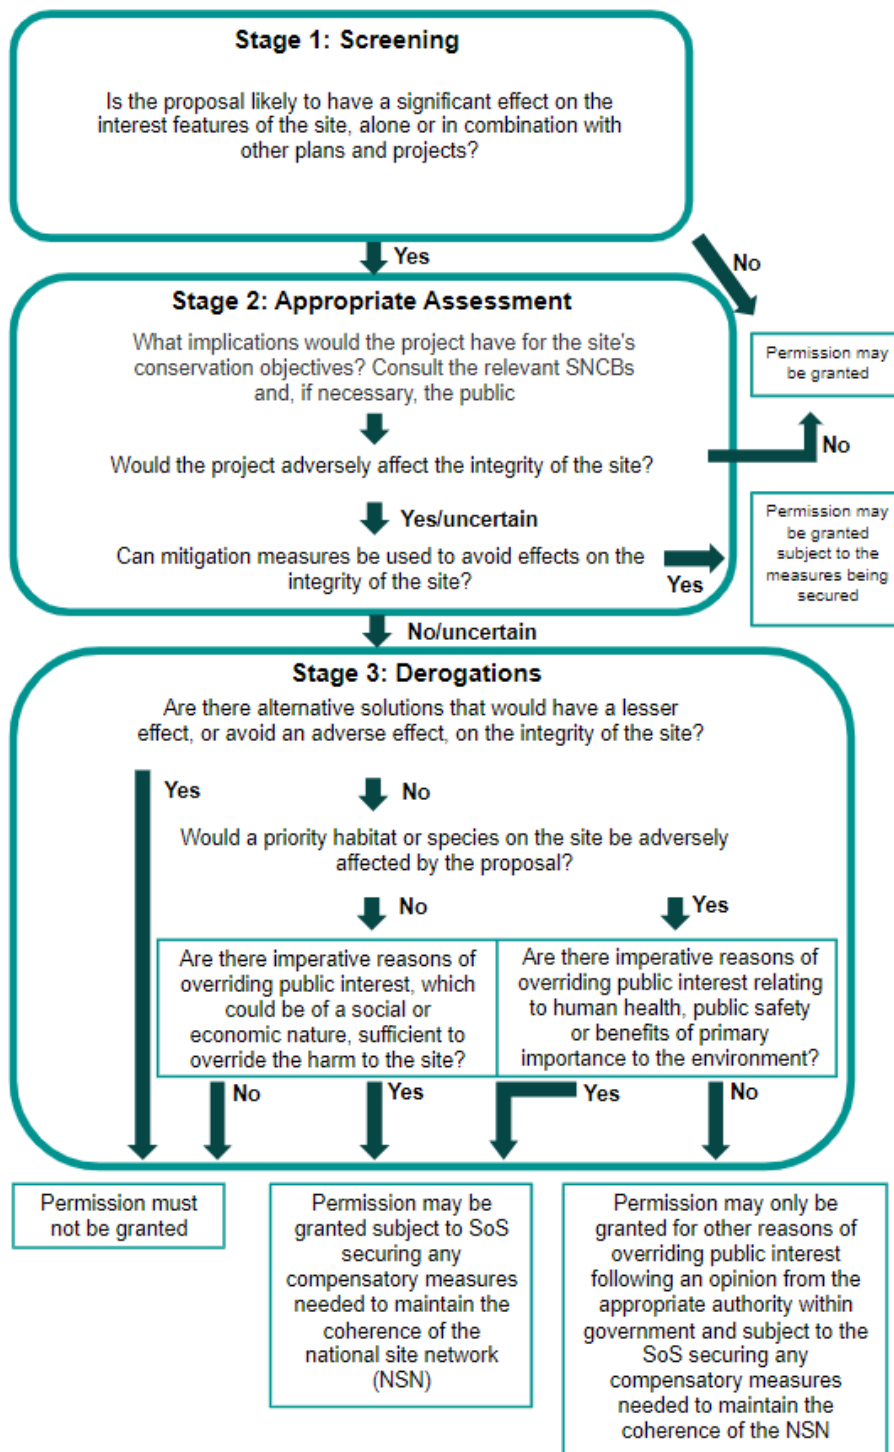 Stage 1: Screening
Is the proposal likely to have a significant effect on the
interest features of the site, alone or in combination with
other plans and projects?
Yes
No
Stage 2: Appropriate Assessment
What implications would the project have for the site's
conservation objectives? Consult the relevant SNCBs
and, if necessary, the public
Permission may
be granted
Would the project adversely affect the integrity of the site?
No
Yes/uncertain
Can mitigation measures be used to avoid effects on the
integrity of the site?
Yes
Permission may
be granted
subject to the
measures being
secured
No/uncertain
Stage 3: Derogations
Are there alternative solutions that would have a lesser
effect, or avoid an adverse effect, on the integrity of the site?
Yes
No
Would a priority habitat or species on the site be adversely
affected by the proposal?
No
Yes
Are there imperative reasons of
overriding public interest, which
could be of a social or
economic nature, sufficient to
override the harm to the site?
Are there imperative reasons of
overriding public interest relating
to human health, public safety
or benefits of primary
importance to the environment?
No
Yes
Yes
No
Permission must
not be granted
Permission may be
granted subject to SoS
securing any
compensatory measures
needed to maintain the
coherence of the
national site network
(NSN)
Permission may only be
granted for other reasons of
overriding public interest
following an opinion from the
appropriate authority within
government and subject to the
SoS securing any
compensatory measures
needed to maintain the
coherence of the NSN